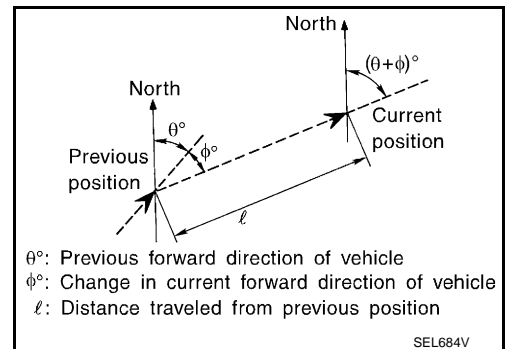 North
(θ+ϕ)°
North
θ°
ϕ°
Current
position
Previous
position
ℓ
θ°: Previous forward direction of vehicle
ϕ°: Change in current forward direction of vehicle
ℓ: Distance traveled from previous position
SEL684V